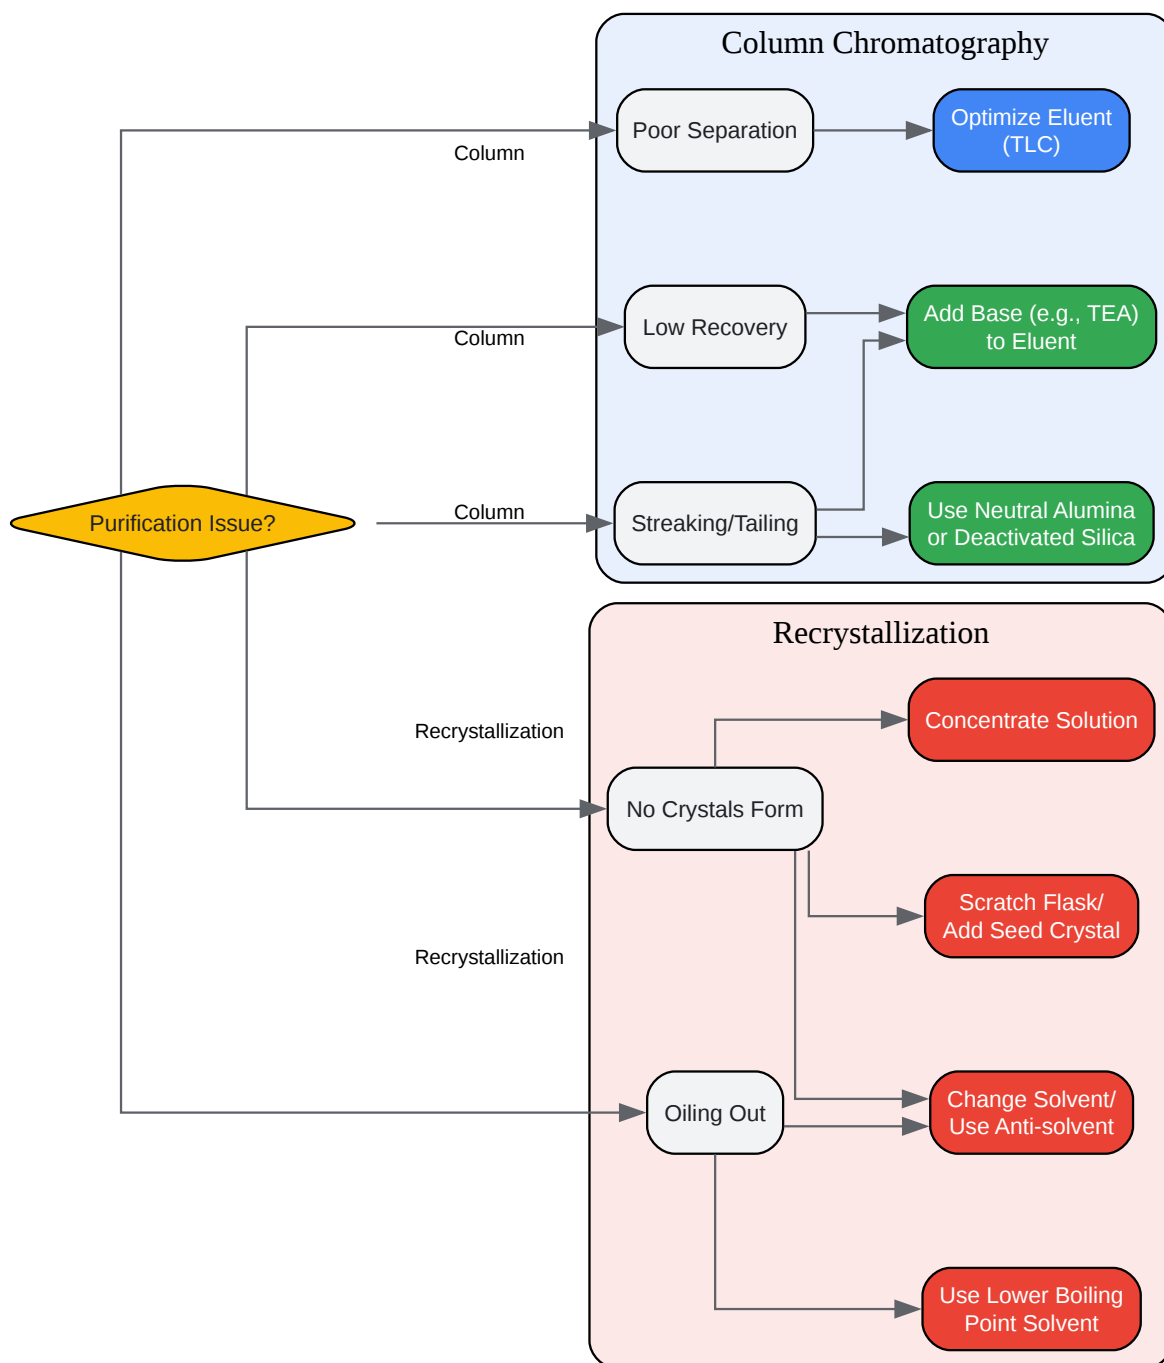 Column Chromatography
Poor Separation
Optimize Eluent
(TLC)
Column
Low Recovery
Add Base (e.g., TEA)
to Eluent
Column
Purification Issue?
Column
Streaking/Tailing
Use Neutral Alumina
or Deactivated Silica
Recrystallization
Concentrate Solution
Recrystallization
No Crystals Form
Scratch Flask/
Add Seed Crystal
Recrystallization
Oiling Out
Change Solvent/
Use Anti-solvent
Use Lower Boiling
Point Solvent